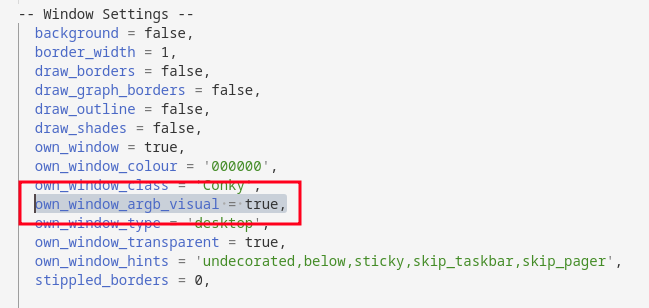 -- Window Settings --
background = false,
border_width = 1,
draw_borders = false,
draw_graph_borders = false,
draw_outline = false,
draw_shades = false,
own_window = true,
own_window_colour = '000000',
own_window_class = 'Conky',
own_window_argb_visual = true,
own_window_type = 'desktop',
own_window_transparent = true,
own_window_hints = 'undecorated,below,sticky,skip_taskbar,skip_pager',
stippled_borders = 0,